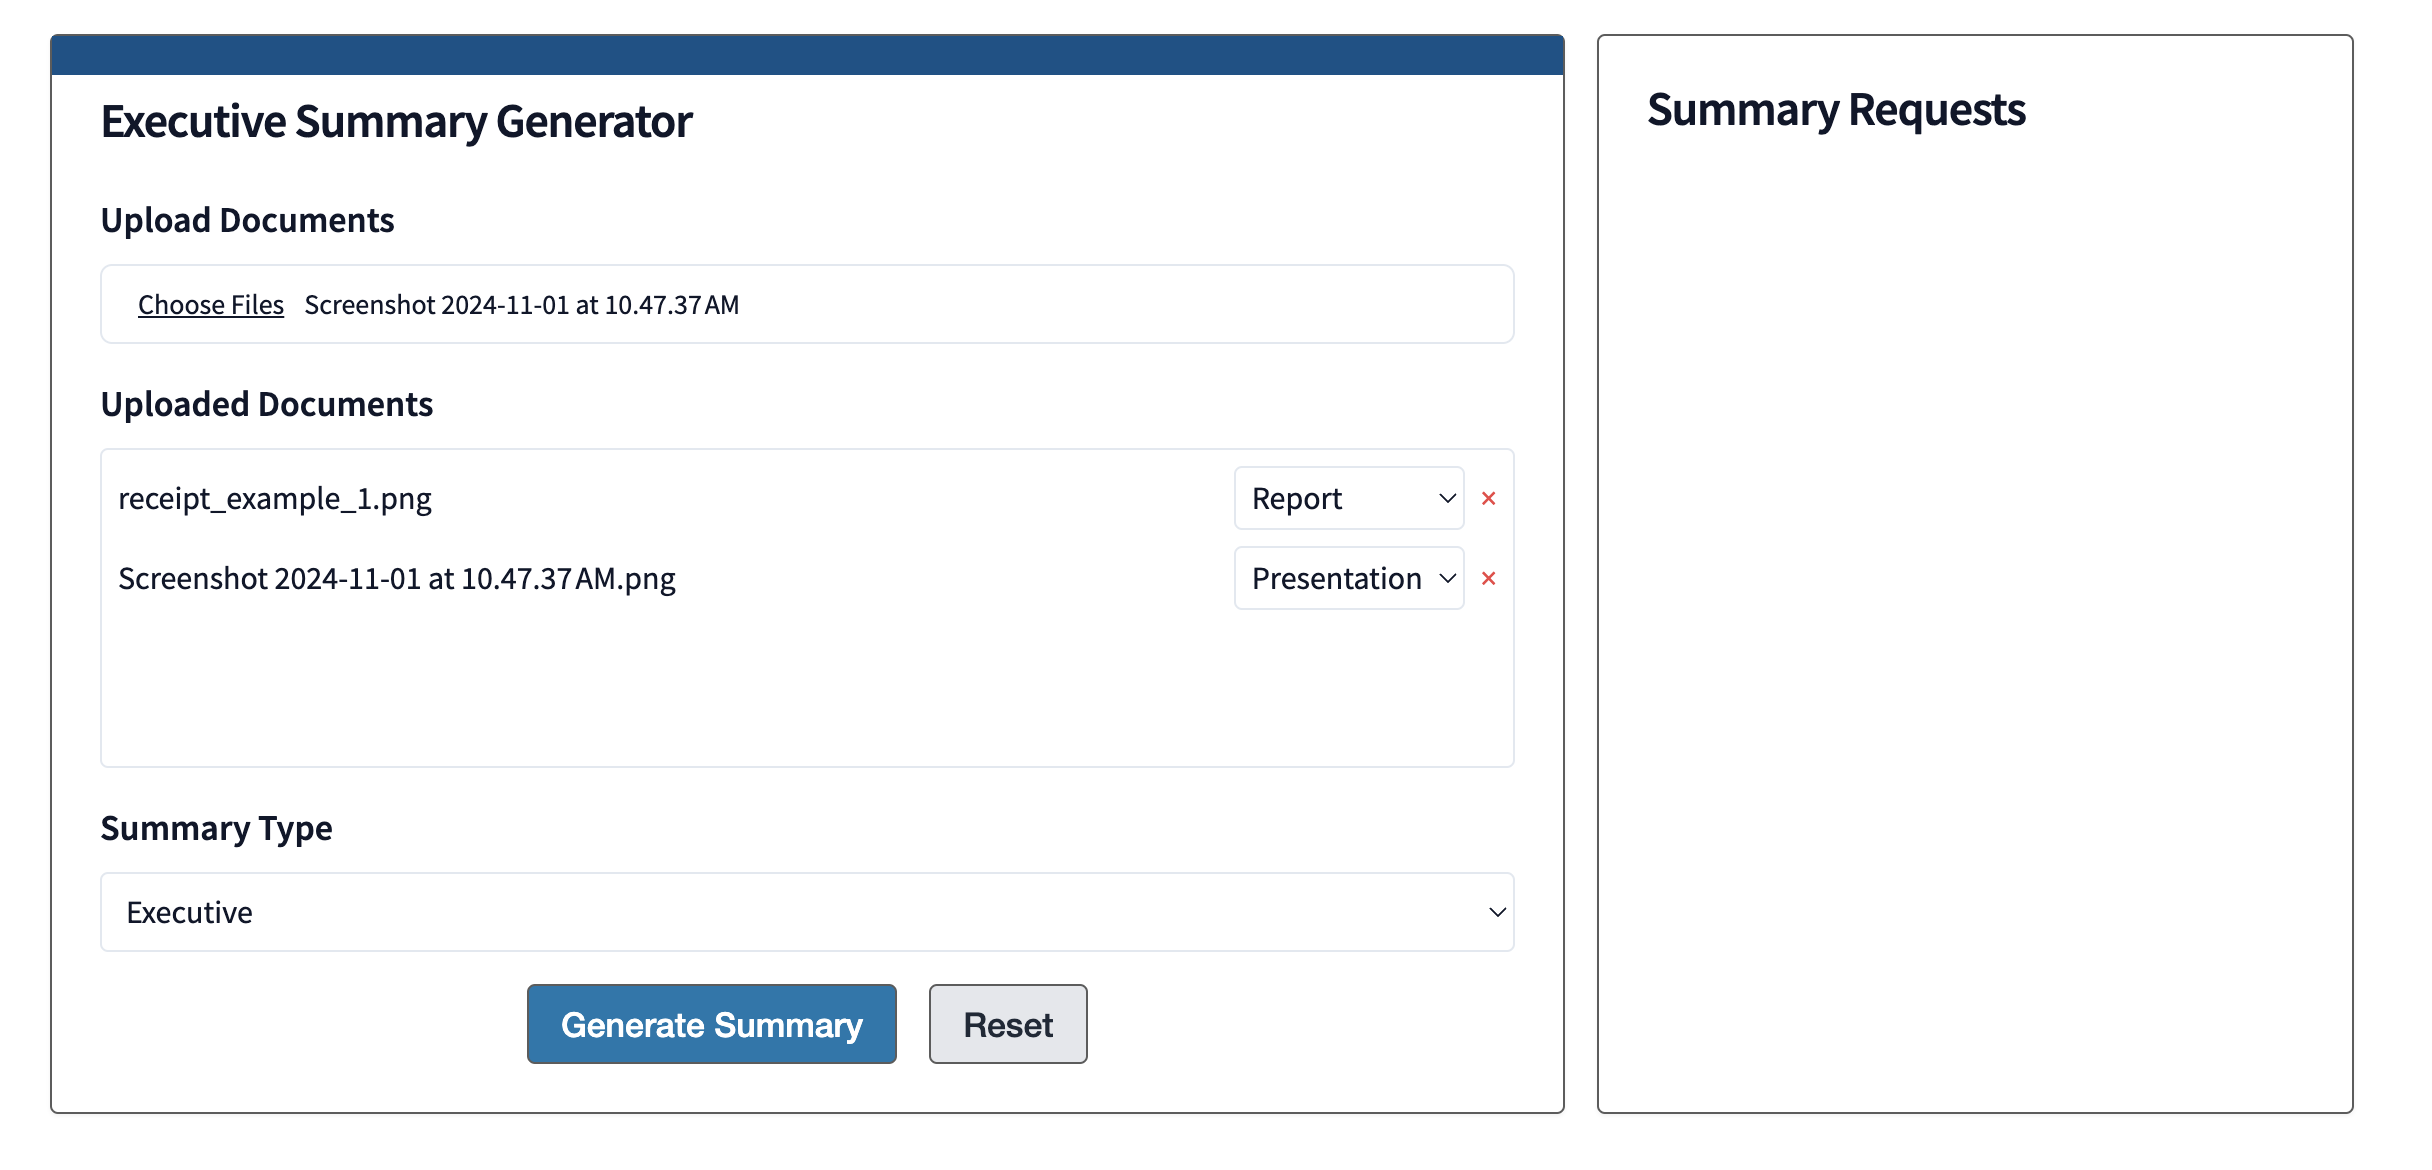 Executive Summary Generator
Upload Documents
Choose Files Screenshot 2024-11-01 at 10.47.37 AM
Uploaded Documents
receipt_example_1.png Report ×
Screenshot 2024-11-01 at 10.47.37 AM.png Presentation ×
Summary Type
Executive
Generate Summary Reset
Summary Requests